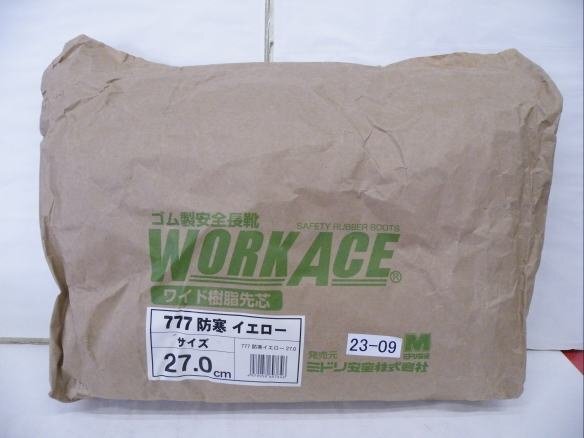 ゴム製安全長靴
SAFETY RUBBER BOOTS
WORKACE®
ワイド樹脂先芯
777 防寒 イエロー
サイズ
27.0cm
777 防寒イエロー 27.0
23-09
発売元
M
ミドリ安全株式会社